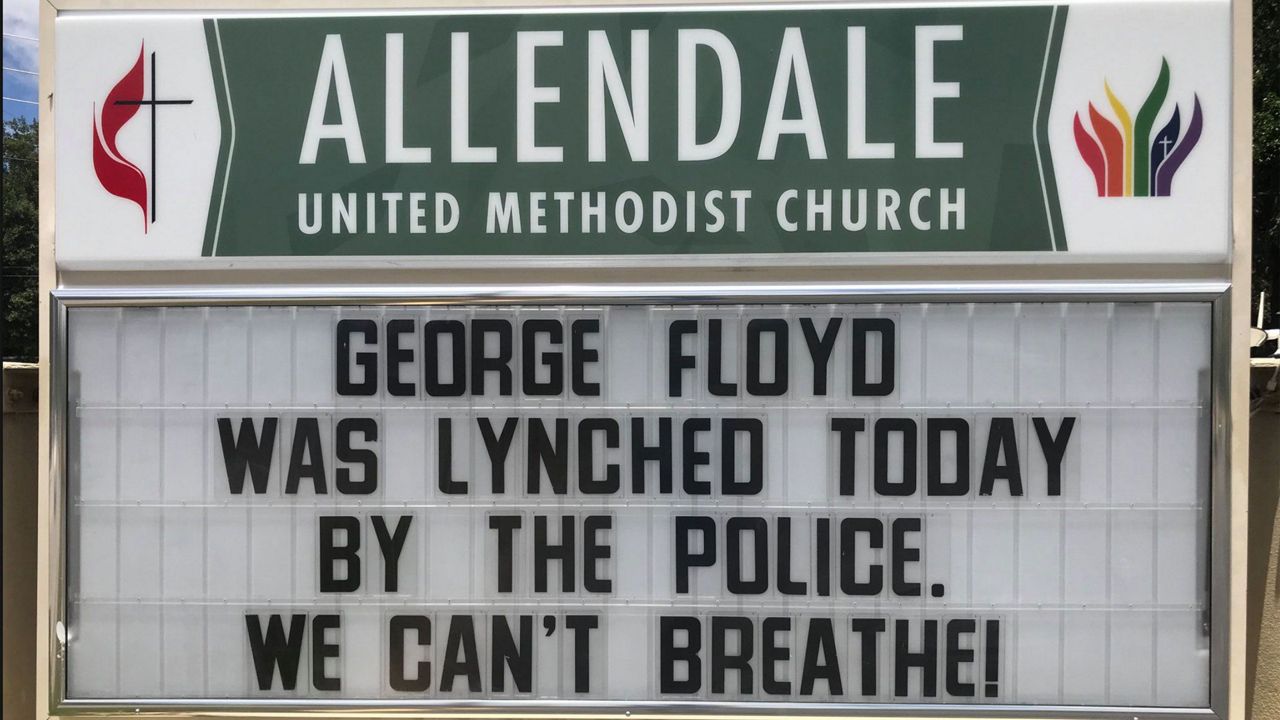 ALLENDALE
UNITED METHODIST CHURCH
GEORGE FLOYD
WAS LYNCHED TODAY
BY THE POLICE.
WE CAN'T BREATHE!